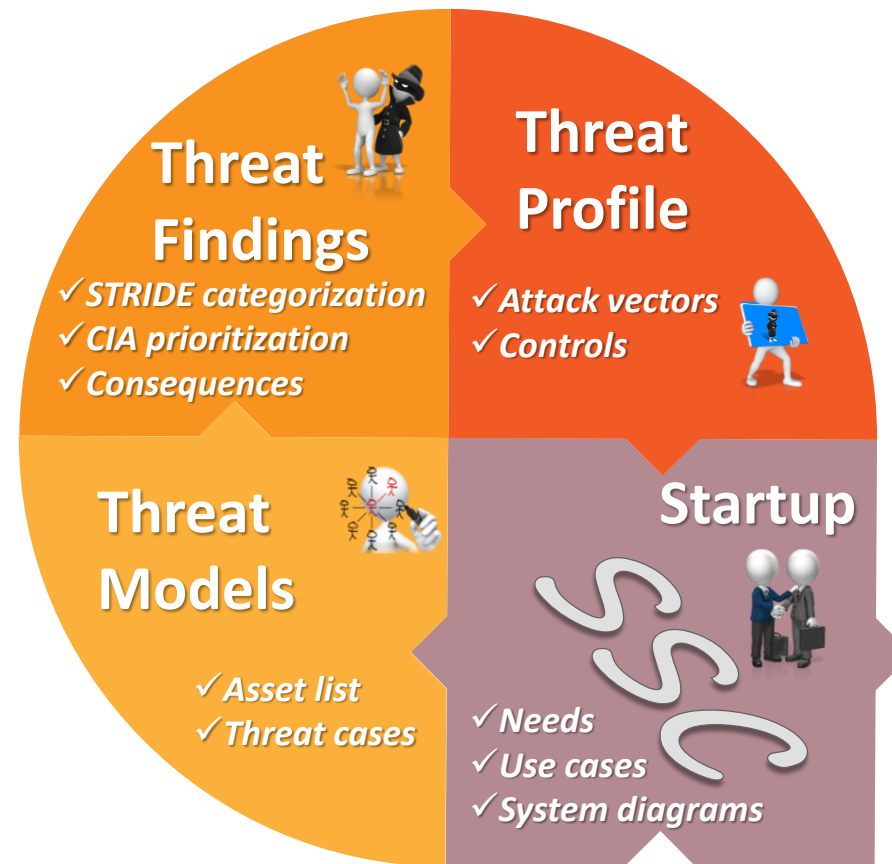 Threat
Findings
✓STRIDE categorization
✓CIA prioritization
✓Consequences
Threat
Profile
✓Attack vectors
✓Controls
Threat
Models
✓Asset list
✓Threat cases
Startup
SSC
✓Needs
✓Use cases
✓System diagrams